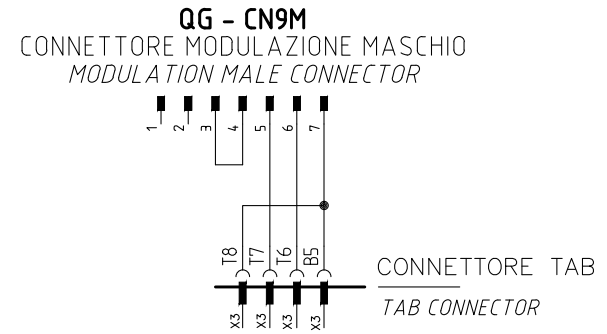 QG - CN9M
CONNETTORE MODULAZIONE MASCHIO
MODULATION MALE CONNECTOR
1 2 3 4 5 6 7
T8 T7 T6 B5
CONNETTORE TAB
TAB CONNECTOR
X3 X3 X3 X3